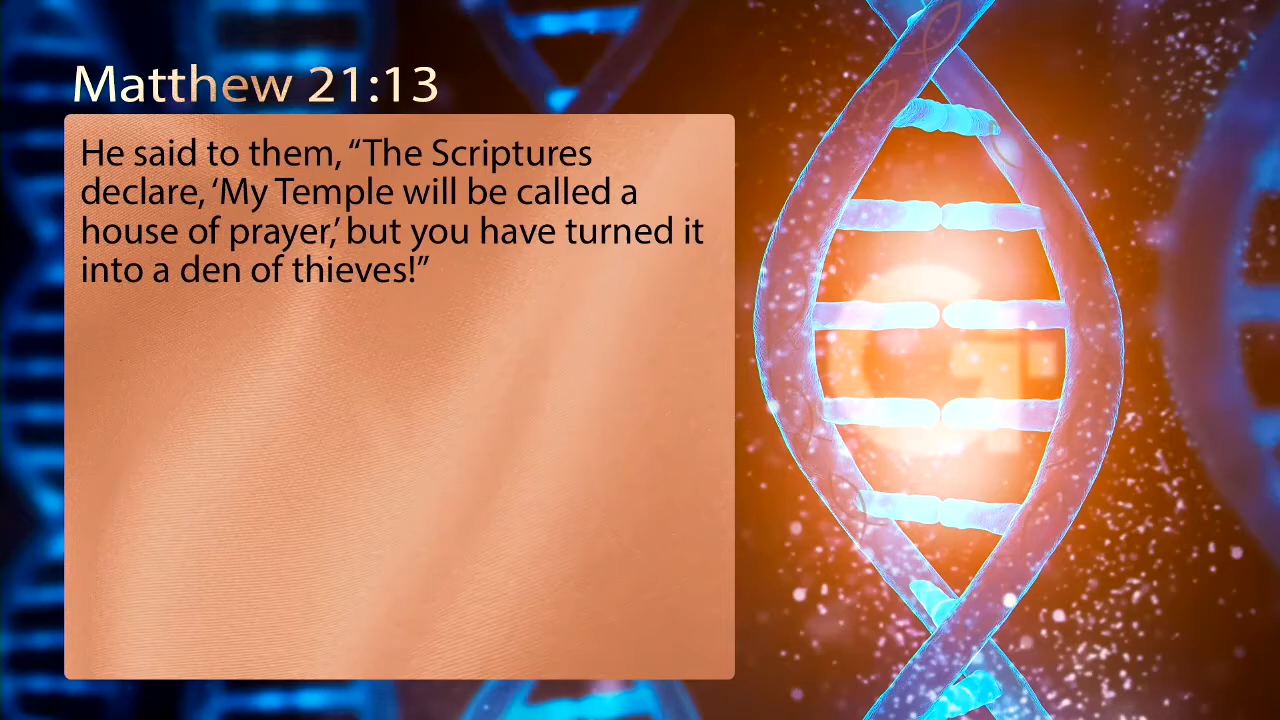 Matthew 21:13
He said to them, “The Scriptures
declare, ‘My Temple will be called a
house of prayer,’ but you have turned it
into a den of thieves!”